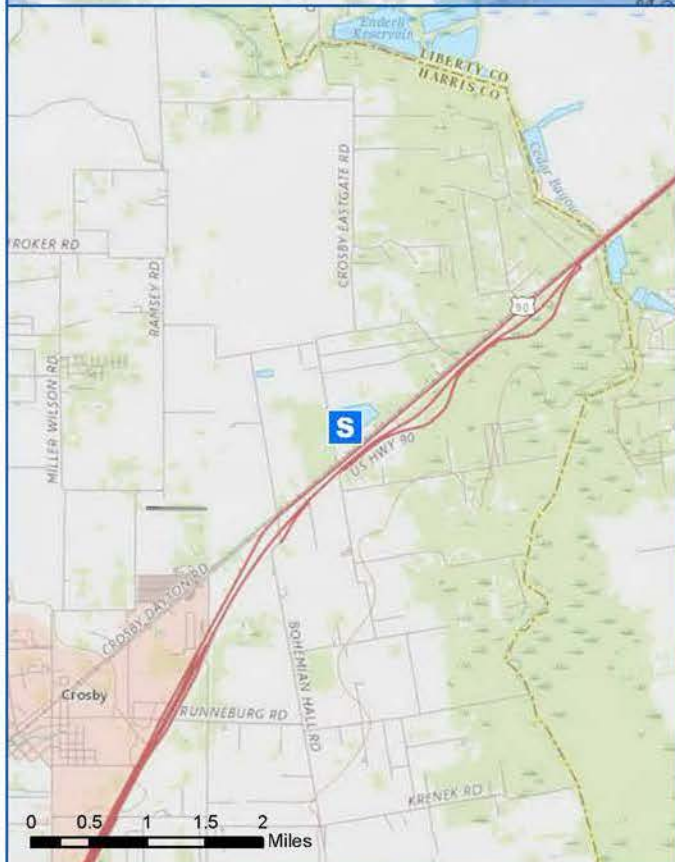 Enderli
Reservoir
LIBERTY CO
HARRIS CO
Cedar Bayou
CROSBY EASTGATE RD
ROKER RD
RAMSEY RD
MILLER WILSON RD
90
S
US HWY 90
CROSBY DAYTON RD
BOHEMIAN HALL RD
Crosby
RUNNEBURG RD
KRENEK RD
0 0.5 1 1.5 2
Miles